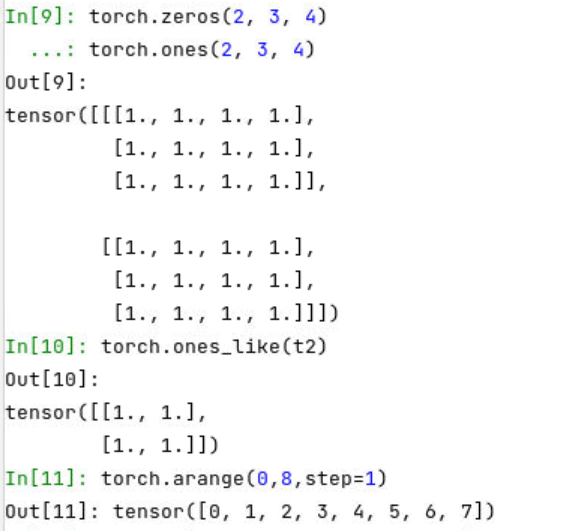 In[9]: torch.zeros(2, 3, 4)
...: torch.ones(2, 3, 4)
Out[9]:
tensor([[[1., 1., 1., 1.],
[1., 1., 1., 1.],
[1., 1., 1., 1.]],
[[1., 1., 1., 1.],
[1., 1., 1., 1.],
[1., 1., 1., 1.]]])
In[10]: torch.ones_like(t2)
Out[10]:
tensor([[1., 1.],
[1., 1.]])
In[11]: torch.arange(0,8,step=1)
Out[11]: tensor([0, 1, 2, 3, 4, 5, 6, 7])